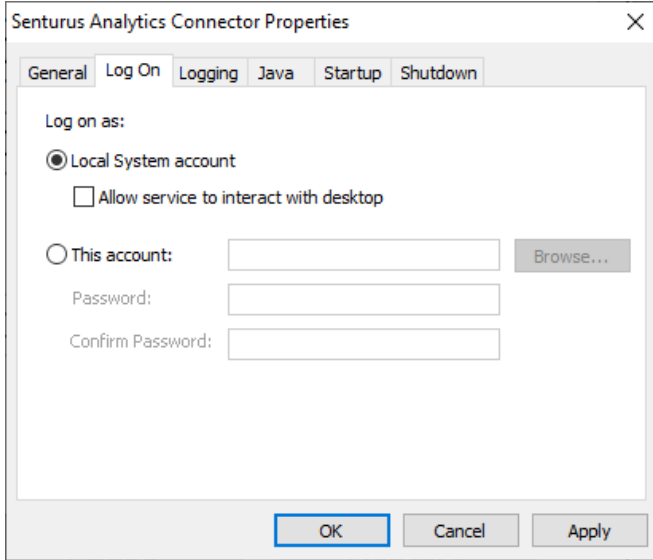 Senturus Analytics Connector Properties
General Log On Logging Java Startup Shutdown
Log on as:
Local System account
Allow service to interact with desktop
This account: Browse...
Password:
Confirm Password:
OK Cancel Apply